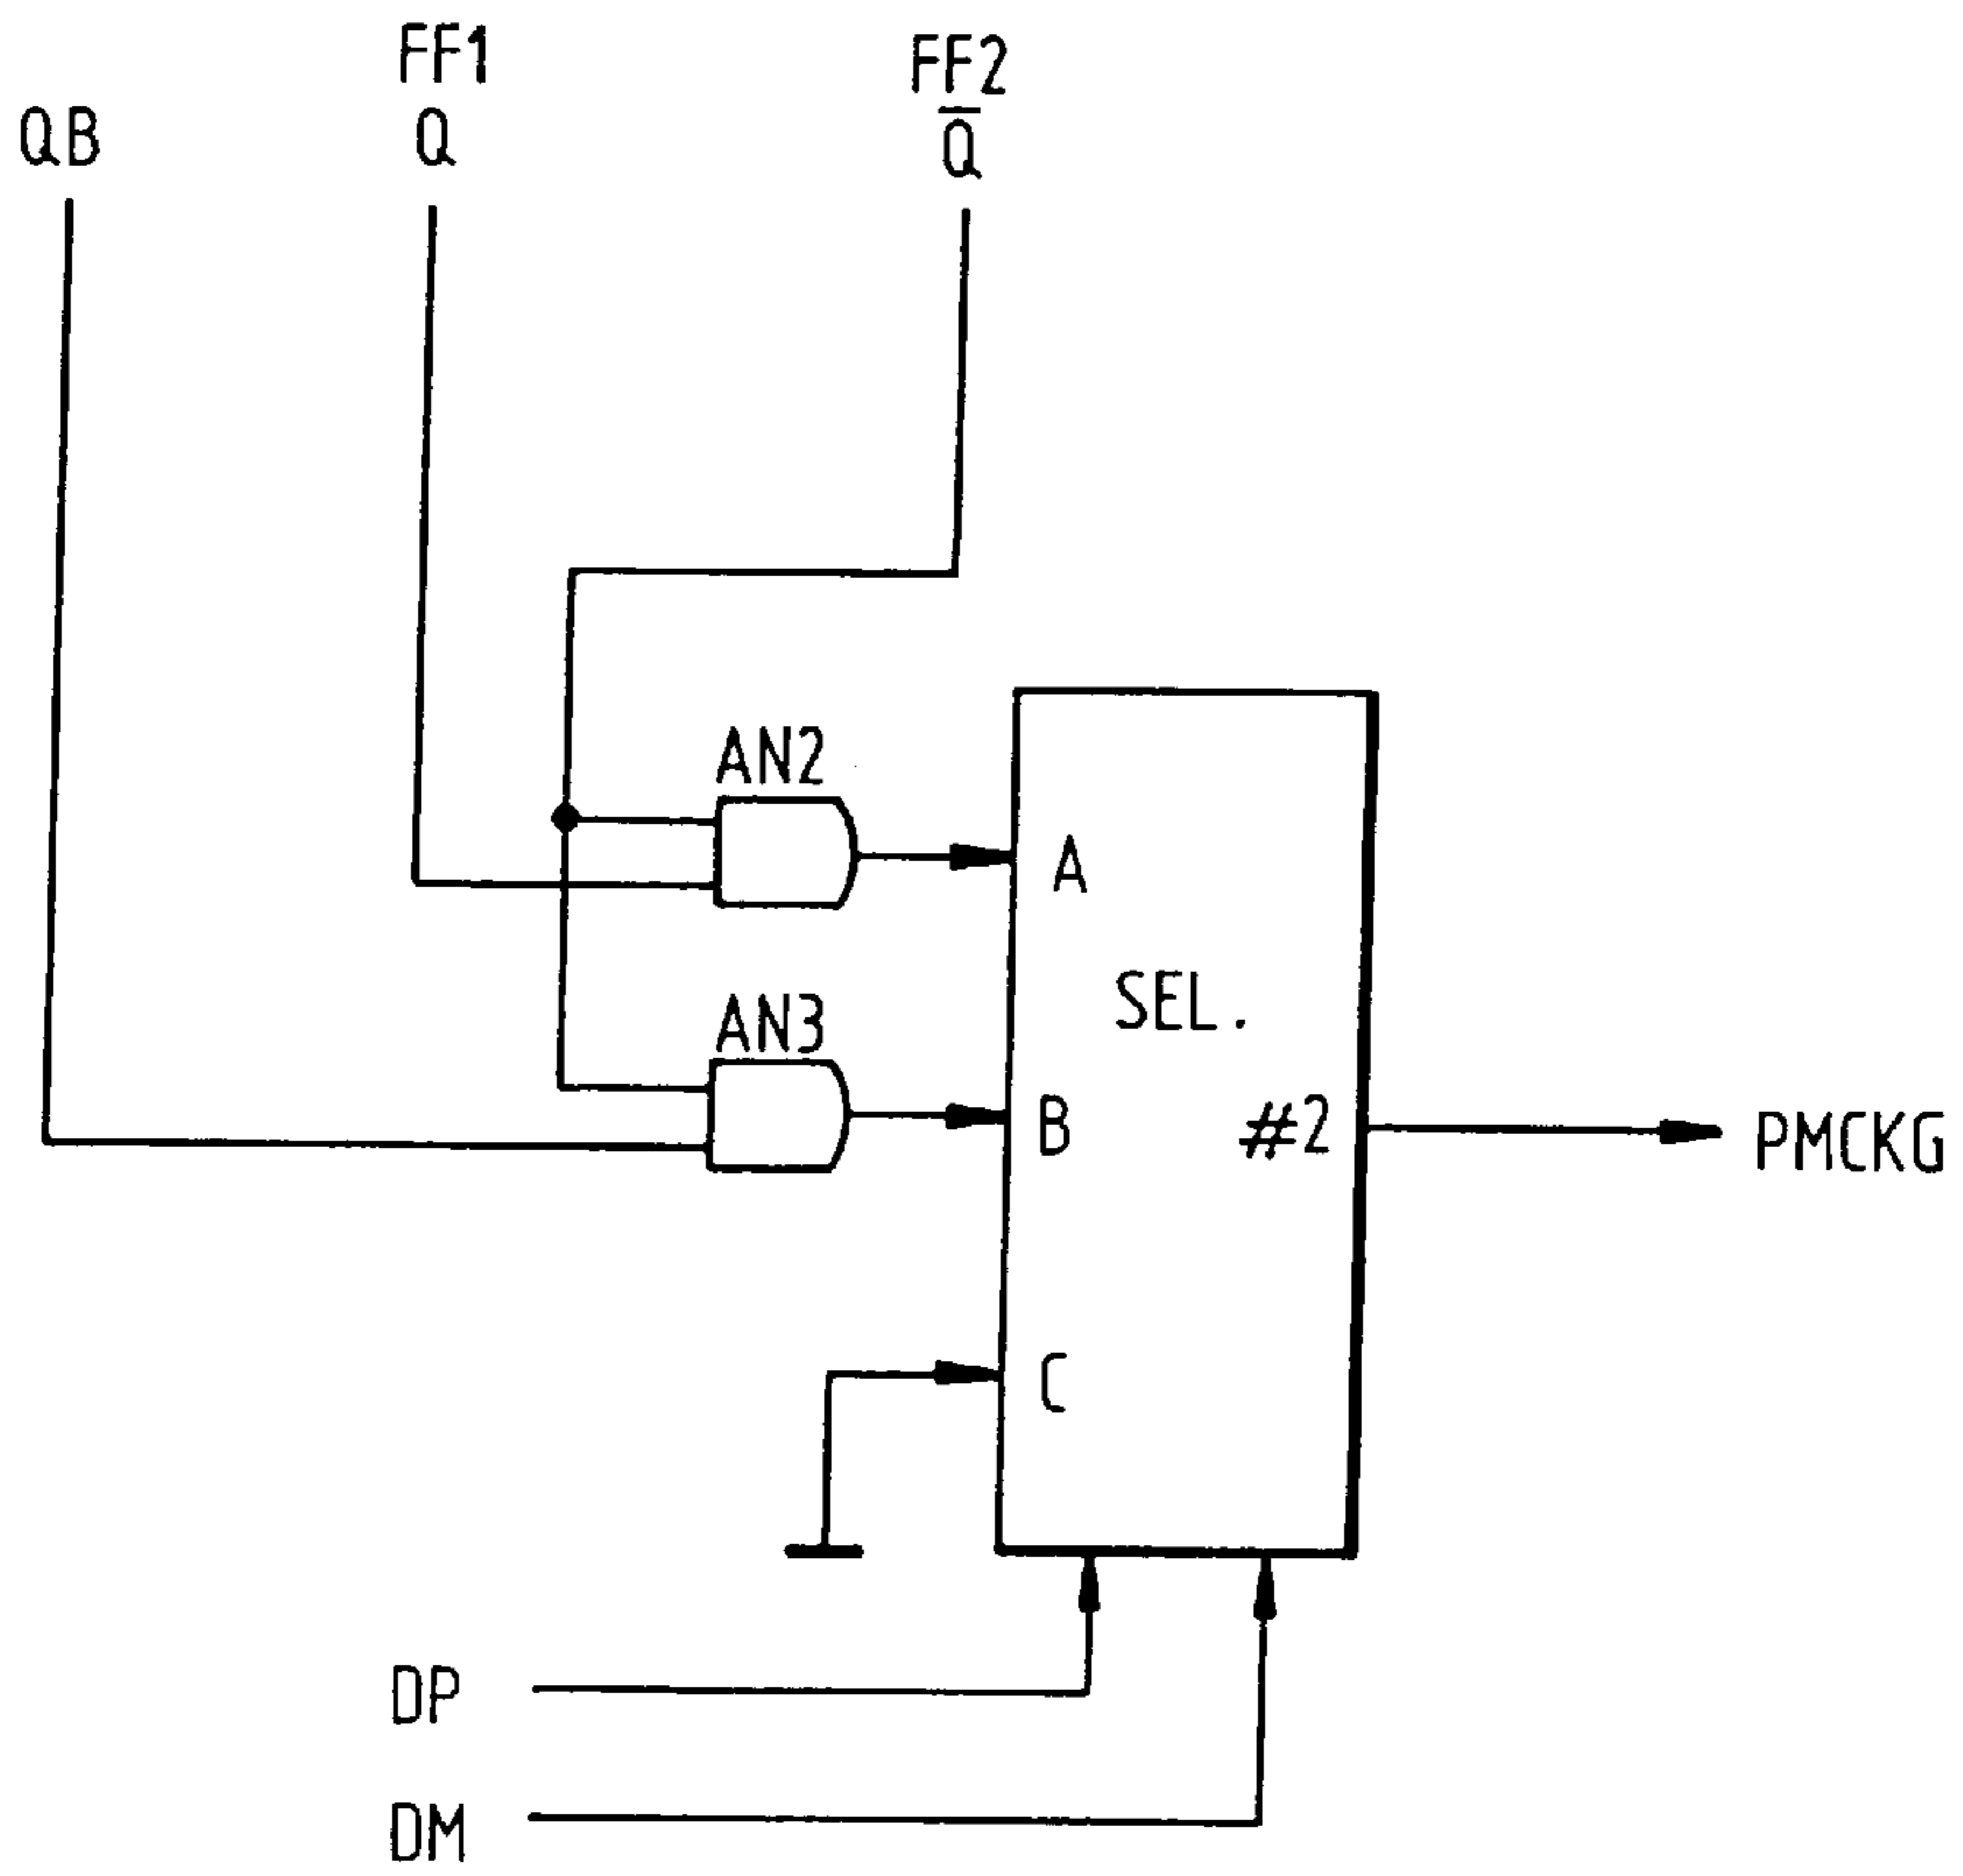 FF1
FF2
QB
Q
Q̅
AN2
A
SEL.
AN3
B
#2
PMCKG
C
DP
DM